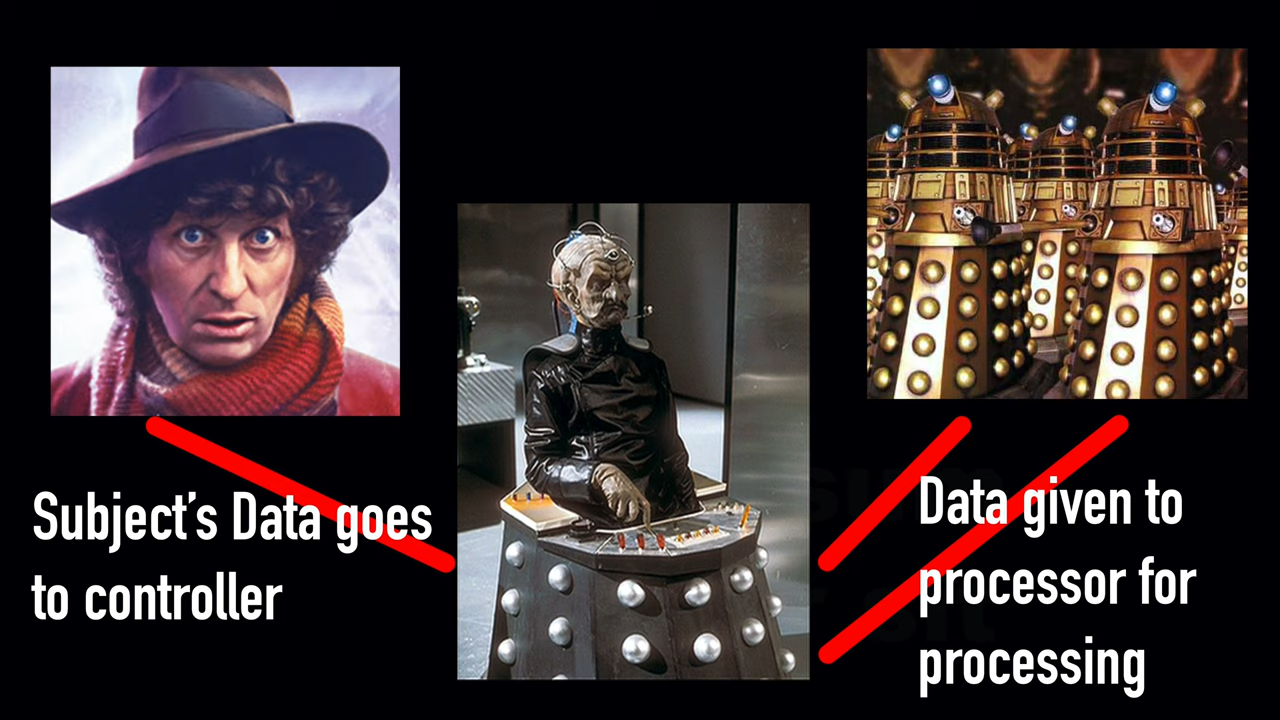 Subject's Data goes
to controller
Data given to
processor for
processing